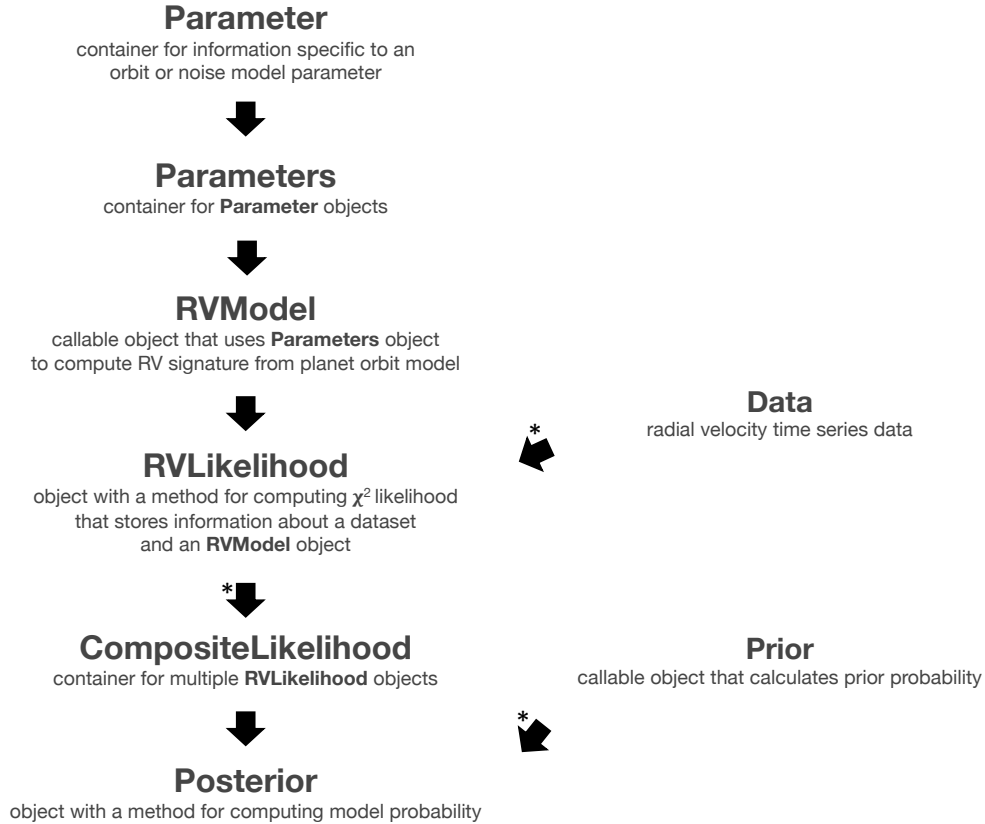 Parameter
container for information specific to an
orbit or noise model parameter
Parameters
container for Parameter objects
RVModel
callable object that uses Parameters object
to compute RV signature from planet orbit model
*
Data
radial velocity time series data
RVLikelihood
object with a method for computing χ² likelihood
that stores information about a dataset
and an RVModel object
*
CompositeLikelihood
container for multiple RVLikelihood objects
Prior
callable object that calculates prior probability
*
Posterior
object with a method for computing model probability